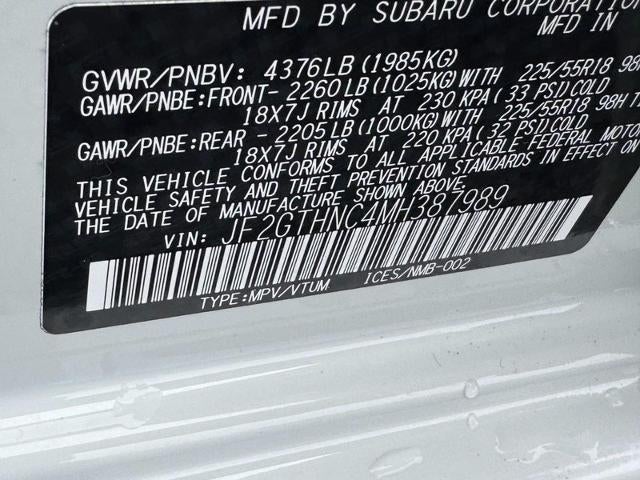 MFD BY SUBARU CORPORATION
MFD IN
GVWR/PNBV: 4376LB(1985KG)
GAWR/PNBE:FRONT- 2260LB(1025KG)WITH 225/55R18 98H
18X7J RIMS AT 230 KPA(33 PSI)COLD
GAWR/PNBE:REAR - 2205LB(1000KG)WITH 225/55R18 98H
18X7J RIMS AT 220 KPA(32 PSI)COLD
THIS VEHICLE CONFORMS TO ALL APPLICABLE FEDERAL MOTOR
VEHICLE SAFETY AND THEFT PREVENTION STANDARDS IN EFFECT ON
THE DATE OF MANUFACTURE SHOWN ABOVE.
VIN: JF2GTHNC4MH387989
TYPE:MPV/VTUM ICES/NMB-002